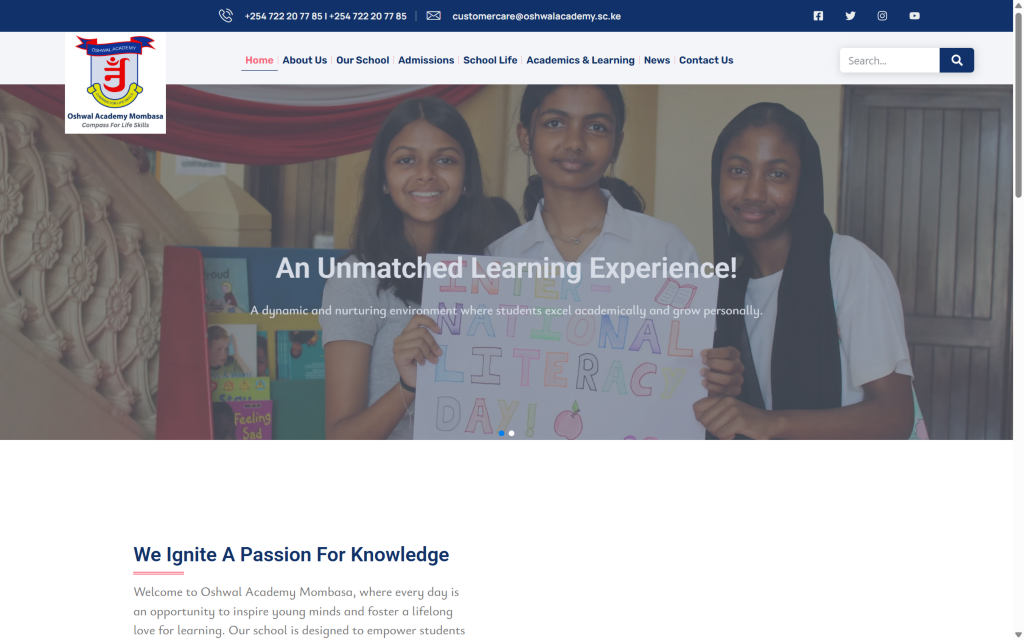 +254 722 20 77 85 I +254 722 20 77 85
customercare@oshwalacademy.sc.ke
OSHWAL ACADEMY
Oshwal Academy Mombasa
Compass For Life Skills
Home
About Us
Our School
Admissions
School Life
Academics & Learning
News
Contact Us
Search...
An Unmatched Learning Experience!
A dynamic and nurturing environment where students excel academically and grow personally.
INTER-
NATIONAL
LITERACY
DAY!
Proud
Stay
Feeling
Sad
We Ignite A Passion For Knowledge
Welcome to Oshwal Academy Mombasa, where every day is
an opportunity to inspire young minds and foster a lifelong
love for learning. Our school is designed to empower students